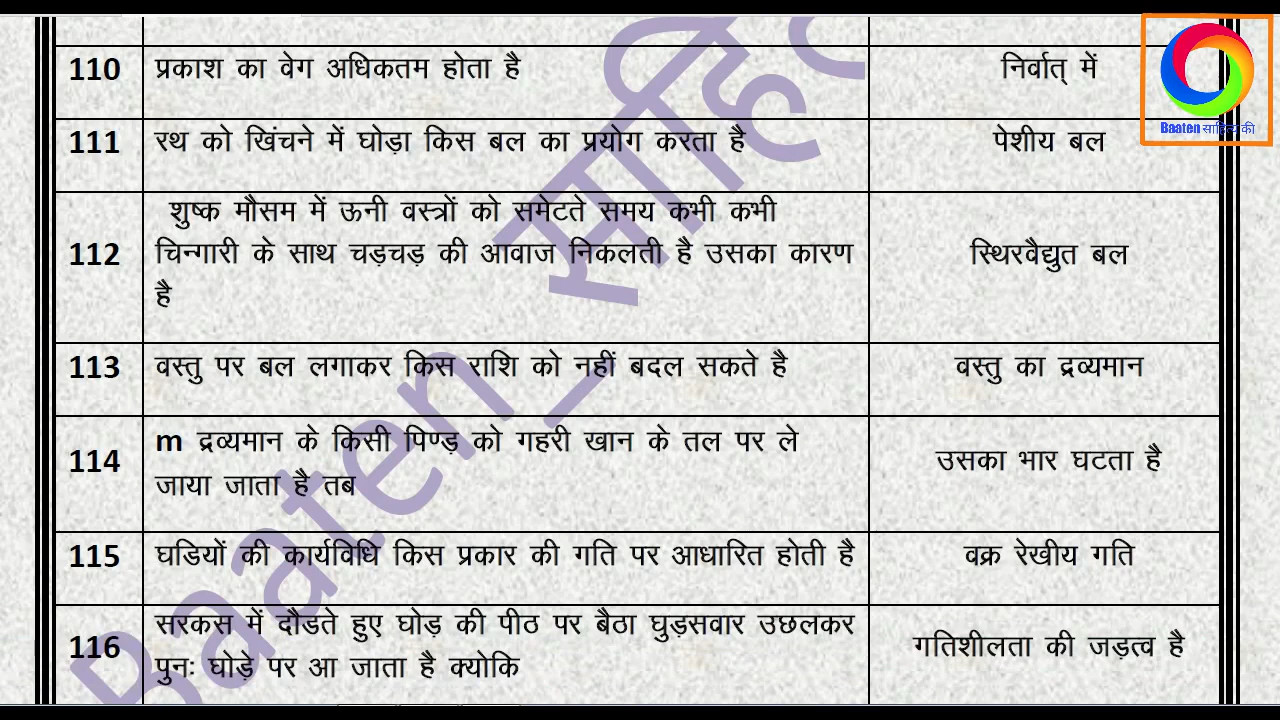 110 प्रकाश का वेग अधिकतम होता है निर्वात् में
Baaten साहित्य की
111 रथ को खिंचने में घोड़ा किस बल का प्रयोग करता है पेशीय बल
शुष्क मौसम में ऊनी वस्त्रों को समेटते समय कभी कभी
112 चिन्गारी के साथ चड़चड़ की आवाज निकलती है उसका कारण स्थिरवैद्युत बल
है
113 वस्तु पर बल लगाकर किस राशि को नहीं बदल सकते है वस्तु का द्रव्यमान
m द्रव्यमान के किसी पिण्ड़ को गहरी खान के तल पर ले
114 उसका भार घटता है
जाया जाता है तब
115 घडियों की कार्यविधि किस प्रकार की गति पर आधारित होती है वक्र रेखीय गति
सरकस में दौडते हुए घोड़ की पीठ पर बैठा घुड़सवार उछलकर
116 गतिशीलता की जड़त्व है
पुनः घोड़े पर आ जाता है क्योकि
Baaten_साहि